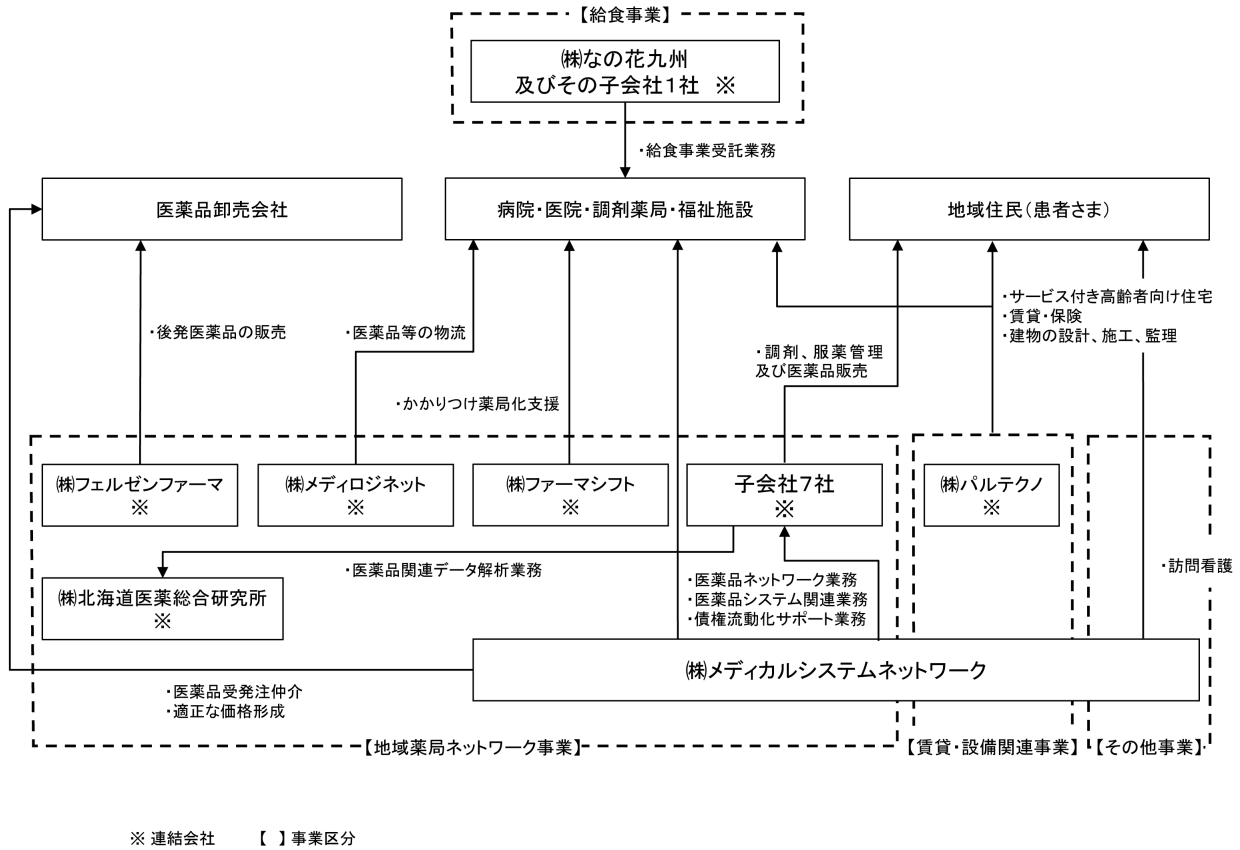 【給食事業】
㈱なの花九州
及びその子会社1社 ※
・給食事業受託業務
医薬品卸売会社
病院・医院・調剤薬局・福祉施設
地域住民（患者さま）
・後発医薬品の販売
・医薬品等の物流
・かかりつけ薬局化支援
・調剤、服薬管理
及び医薬品販売
・サービス付き高齢者向け住宅
・賃貸・保険
・建物の設計、施工、監理
㈱フェルゼンファーマ
※
㈱メディロジネット
※
㈱ファーマシフト
※
子会社7社
※
㈱パルテクノ
※
・医薬品関連データ解析業務
・訪問看護
㈱北海道医薬総合研究所
※
・医薬品ネットワーク業務
・医薬品システム関連業務
・債権流動化サポート業務
㈱メディカルシステムネットワーク
・医薬品受発注仲介
・適正な価格形成
【地域薬局ネットワーク事業】
【賃貸・設備関連事業】
【その他事業】
※ 連結会社 【 】事業区分